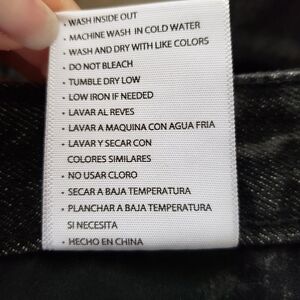 · WASH INSIDE OUT
· MACHINE WASH IN COLD WATER
· WASH AND DRY WITH LIKE COLORS
· DO NOT BLEACH
· TUMBLE DRY LOW
· LOW IRON IF NEEDED
· LAVAR AL REVES
· LAVAR A MAQUINA CON AGUA FRIA
· LAVAR Y SECAR CON
COLORES SIMILARES
· NO USAR CLORO
· SECAR A BAJA TEMPERATURA
· PLANCHAR A BAJA TEMPERATURA
SI NECESITA
· HECHO EN CHINA